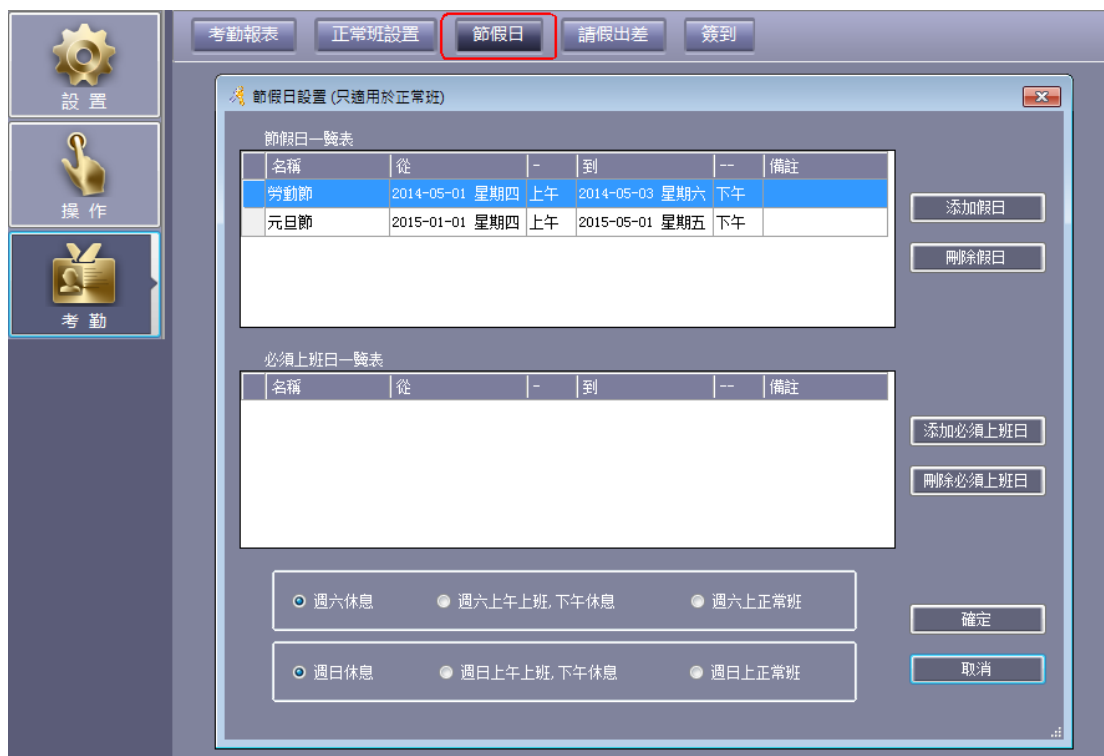 考勤報表 正常班設置 節假日 請假出差 簽到
設置
操作
考勤
節假日設置 (只適用於正常班)
節假日一覽表
名稱 從 - 到 -- 備註
勞動節 2014-05-01 星期四 上午 2014-05-03 星期六 下午
元旦節 2015-01-01 星期四 上午 2015-05-01 星期五 下午
添加假日
刪除假日
必須上班日一覽表
名稱 從 - 到 -- 備註
添加必須上班日
刪除必須上班日
週六休息 週六上午上班,下午休息 週六上正常班
週日休息 週日上午上班,下午休息 週日上正常班
確定
取消